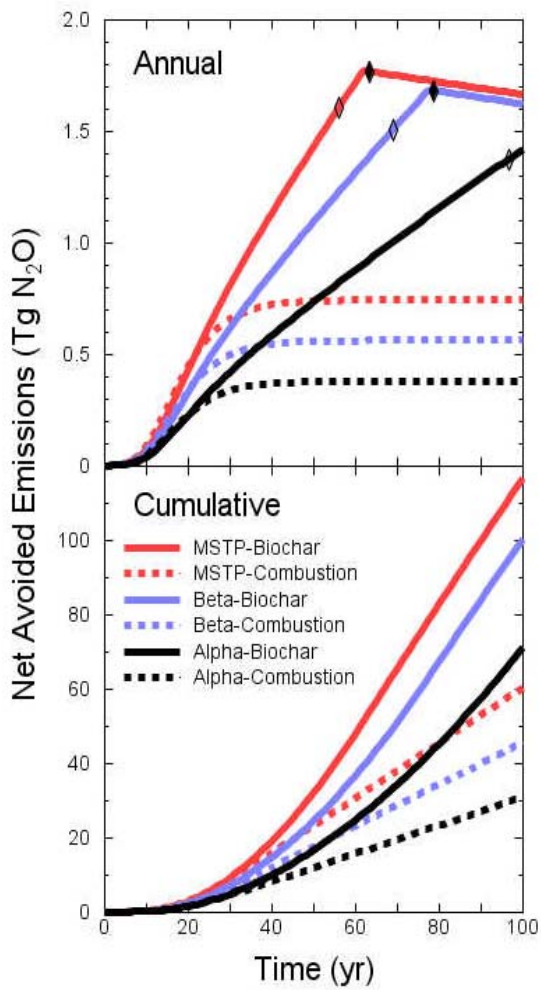 2.0
Annual
1.5
1.0
0.5
0
Net Avoided Emissions (Tg N₂O)
Cumulative
MSTP-Biochar
MSTP-Combustion
Beta-Biochar
Beta-Combustion
Alpha-Biochar
Alpha-Combustion
100
80
60
40
20
0
0 20 40 60 80 100
Time (yr)